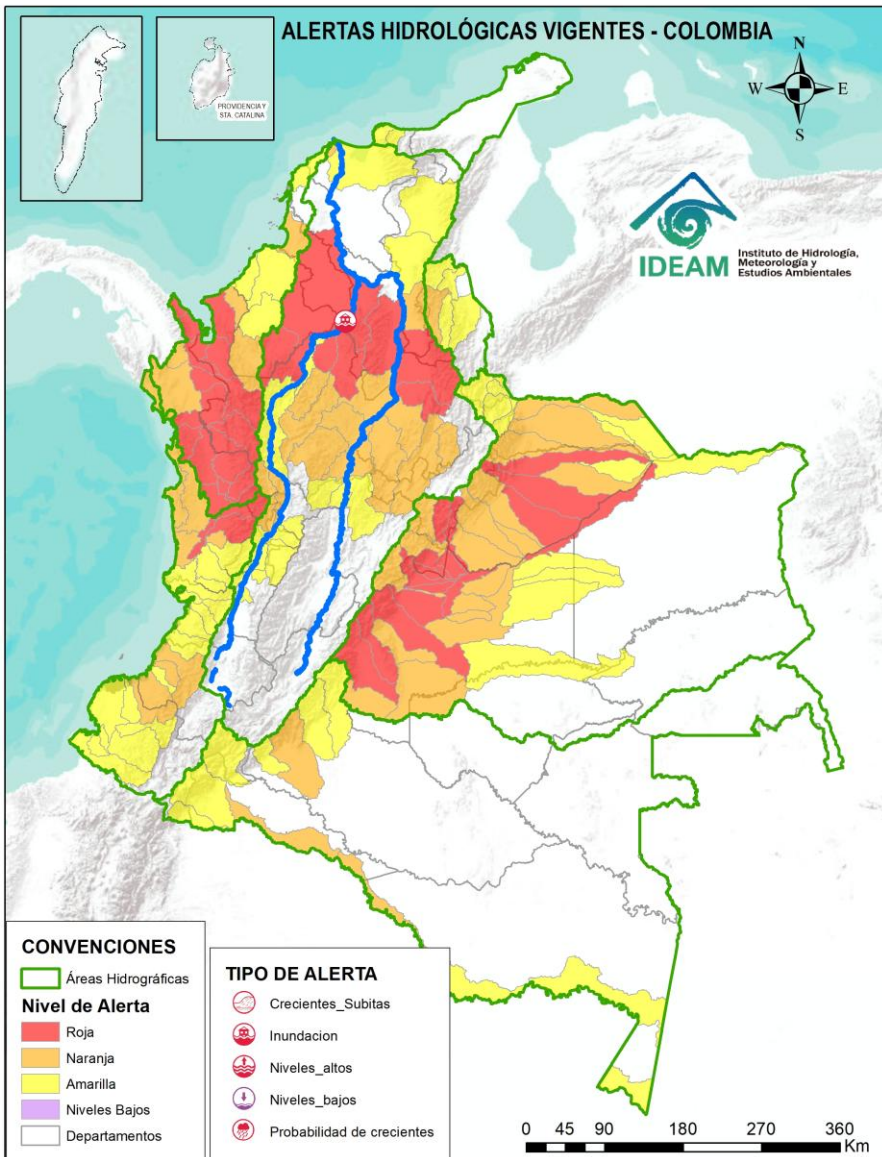 ALERTAS HIDROLÓGICAS VIGENTES - COLOMBIA
PROVIDENCIA Y
STA. CATALINA
N
W
E
S
IDEAM
Instituto de Hidrología,
Meteorología y
Estudios Ambientales
CONVENCIONES
Áreas Hidrográficas
Nivel de Alerta
Roja
Naranja
Amarilla
Niveles Bajos
Departamentos
TIPO DE ALERTA
Crecientes_Subitas
Inundacion
Niveles_altos
Niveles_bajos
Probabilidad de crecientes
0 45 90 180 270 360
Km